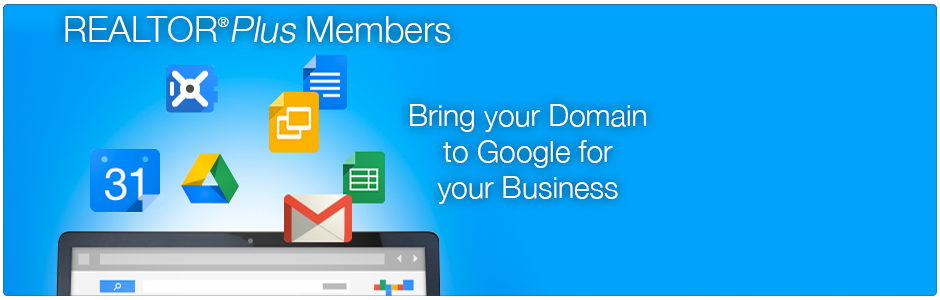 REALTOR®Plus Members
Bring your Domain
to Google for
your Business
31